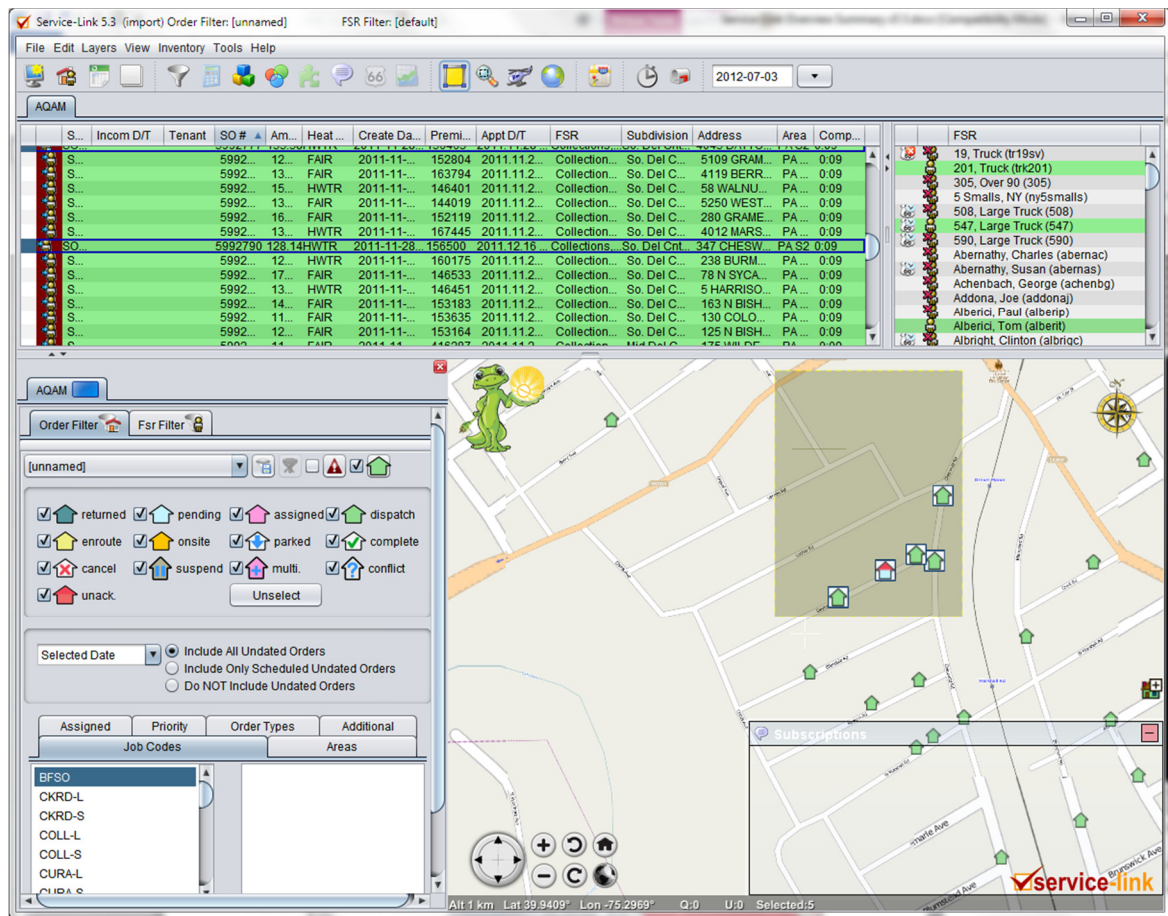 Service-Link 5.3 (import) Order Filter: [unnamed] FSR Filter: [default]
File Edit Layers View Inventory Tools Help
66 2012-07-03
AQAM
S... Incom D/T Tenant SO # Am... Heat ... Create Da... Premi... Appt D/T FSR Subdivision Address Area Comp...
S... 5992... 12... FAIR 2011-11-... 152804 2011.11.2... Collection... So. Del C... 5109 GRAM... PA ... 0:09
S... 5992... 13... FAIR 2011-11-... 163794 2011.11.2... Collection... So. Del C... 4119 BERR... PA ... 0:09
S... 5992... 15... HWTR 2011-11-... 146401 2011.11.2... Collection... So. Del C... 58 WALNU... PA ... 0:09
S... 5992... 13... FAIR 2011-11-... 144019 2011.11.2... Collection... So. Del C... 5250 WEST... PA ... 0:09
S... 5992... 16... FAIR 2011-11-... 152119 2011.11.2... Collection... So. Del C... 280 GRAME... PA ... 0:09
S... 5992... 13... HWTR 2011-11-... 167445 2011.11.2... Collection... So. Del C... 4012 MARS... PA ... 0:09
SO... 5992790 128.14HWTR 2011-11-28... 156500 2011.12.16 ... Collections,... So. Del Cnt... 347 CHESW... PA S2 0:09
S... 5992... 12... HWTR 2011-11-... 160175 2011.11.2... Collection... So. Del C... 238 BURM... PA ... 0:09
S... 5992... 17... FAIR 2011-11-... 146533 2011.11.2... Collection... So. Del C... 78 N SYCA... PA ... 0:09
S... 5992... 13... HWTR 2011-11-... 146451 2011.11.2... Collection... So. Del C... 5 HARRISO... PA ... 0:09
S... 5992... 14... FAIR 2011-11-... 153183 2011.11.2... Collection... So. Del C... 163 N BISH... PA ... 0:09
S... 5992... 11... FAIR 2011-11-... 153635 2011.11.2... Collection... So. Del C... 130 COLO... PA ... 0:09
S... 5992... 12... FAIR 2011-11-... 153164 2011.11.2... Collection... So. Del C... 125 N BISH... PA ... 0:09
FSR
19, Truck (tr19sv)
201, Truck (trk201)
305, Over 90 (305)
5 Smalls, NY (ny5smalls)
508, Large Truck (508)
547, Large Truck (547)
590, Large Truck (590)
Abernathy, Charles (abernac)
Abernathy, Susan (abernas)
Achenbach, George (achenbg)
Addona, Joe (addonaj)
Alberici, Paul (alberip)
Alberici, Tom (alberit)
Albright, Clinton (albrigc)
AQAM
Order Filter Fsr Filter
[unnamed]
returned pending assigned dispatch
enroute onsite parked complete
cancel suspend multi. conflict
unack. Unselect
Selected Date Include All Undated Orders
Include Only Scheduled Undated Orders
Do NOT Include Undated Orders
Assigned Priority Order Types Additional
Job Codes Areas
BFSO
CKRD-L
CKRD-S
COLL-L
COLL-S
CURA-L
CURA-S
Subscriptions
Brunswick Ave
service-link
Alt 1 km Lat 39.9409° Lon -75.2969° Q:0 U:0 Selected:5